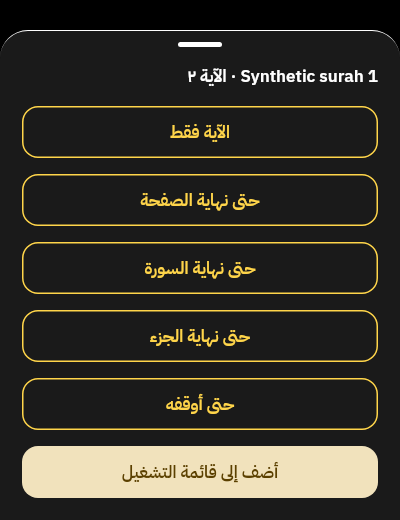 Synthetic surah 1 · الآية ٢
الآية فقط
حتى نهاية الصفحة
حتى نهاية السورة
حتى نهاية الجزء
حتى أوقفه
أضف إلى قائمة التشغيل